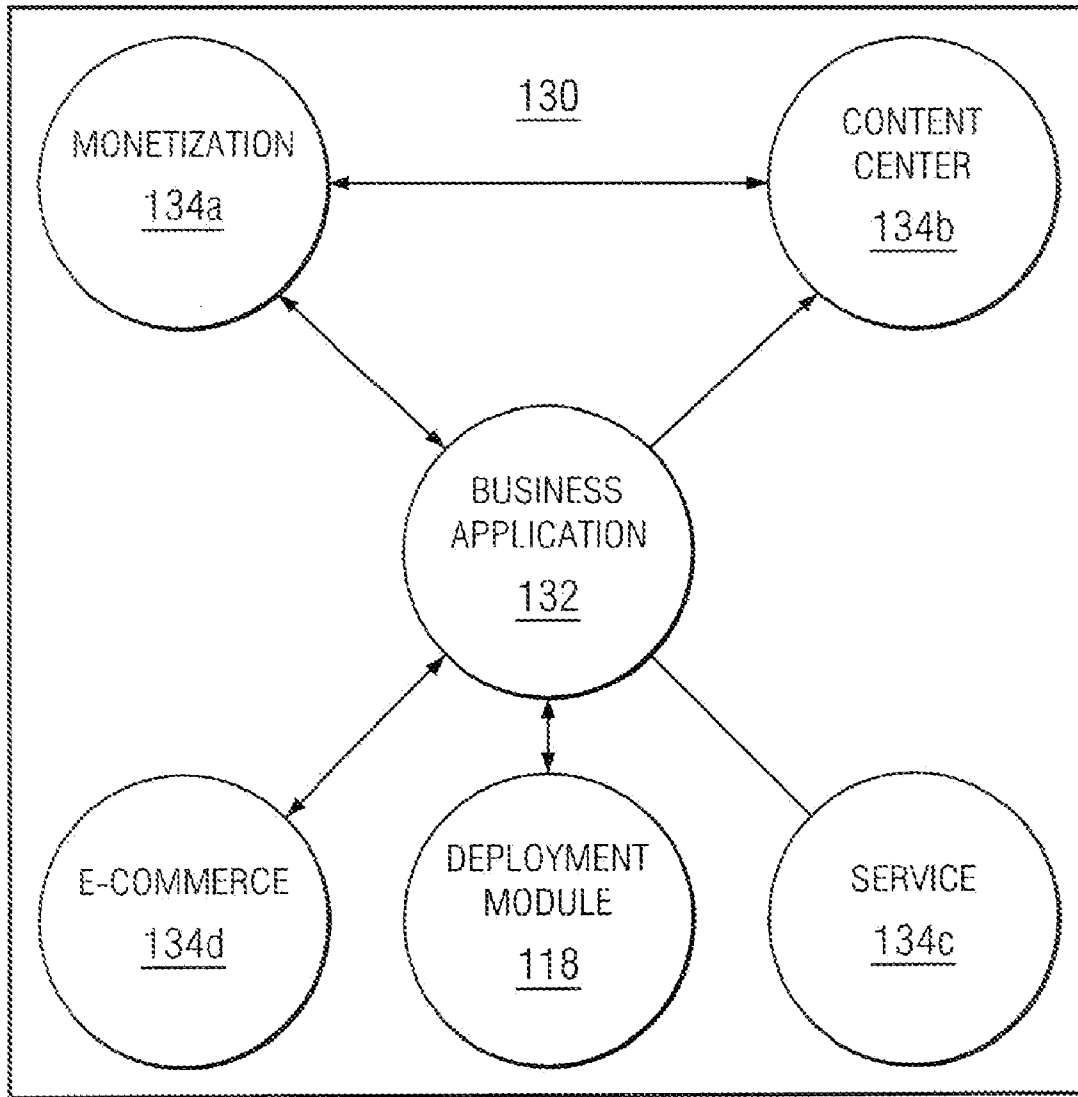 130
MONETIZATION
134a
CONTENT
CENTER
134b
BUSINESS
APPLICATION
132
E-COMMERCE
134d
DEPLOYMENT
MODULE
118
SERVICE
134c